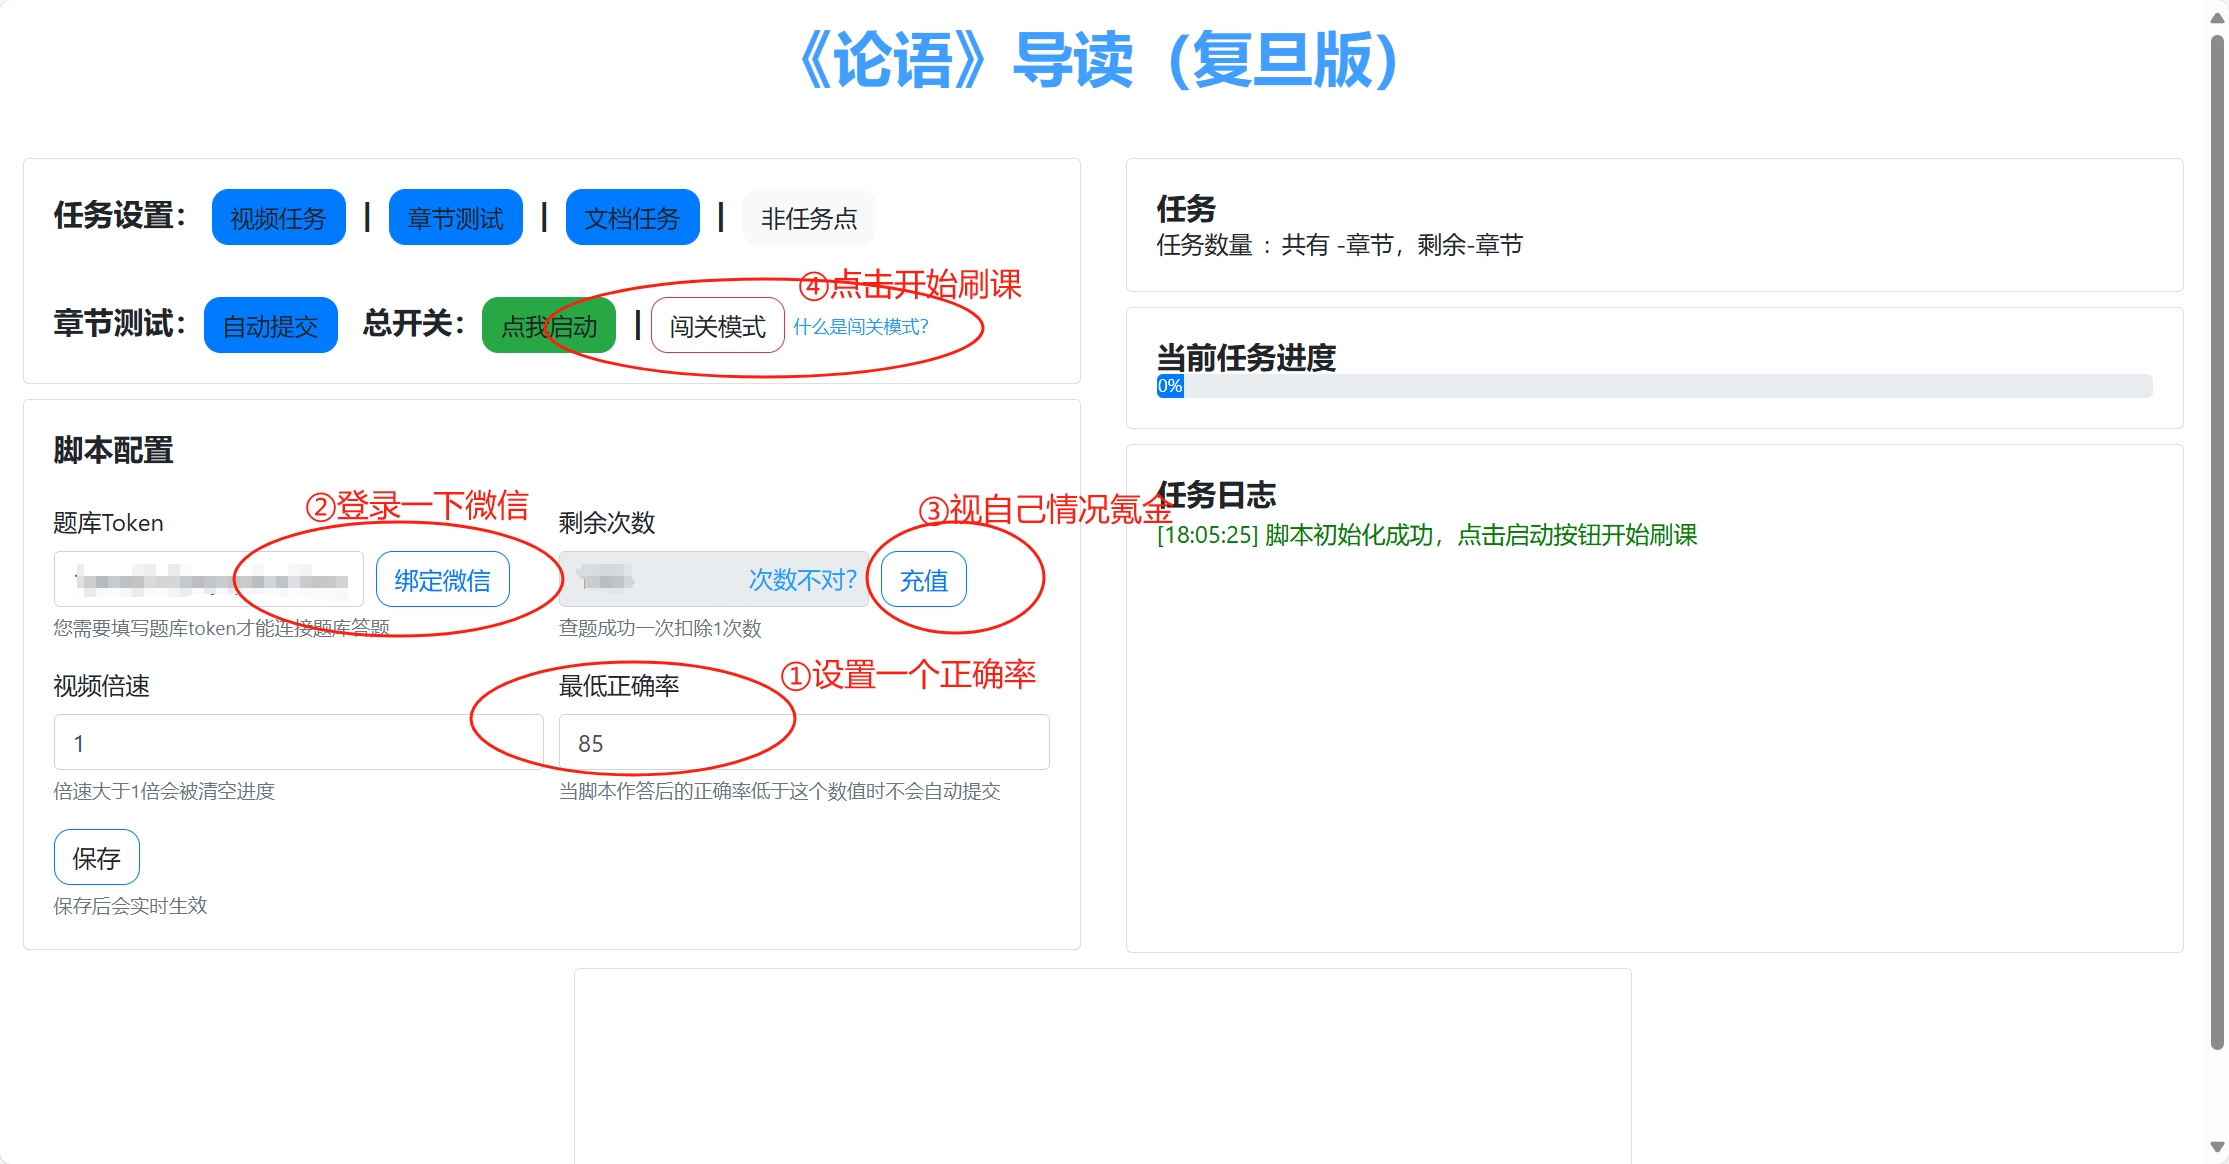 《论语》导读（复旦版）
任务设置： 视频任务 | 章节测试 | 文档任务 | 非任务点
④点击开始刷课
章节测试： 自动提交 总开关： 点我启动 | 闯关模式 什么是闯关模式？
脚本配置
②登录一下微信
③视自己情况氪金
题库Token
剩余次数
绑定微信
次数不对？
充值
您需要填写题库token才能连接题库答题
查题成功一次扣除1次数
①设置一个正确率
视频倍速
最低正确率
1
85
倍速大于1倍会被清空进度
当脚本作答后的正确率低于这个数值时不会自动提交
保存
保存后会实时生效
任务
任务数量 ：共有 -章节，剩余-章节
当前任务进度
0%
任务日志
[18:05:25] 脚本初始化成功，点击启动按钮开始刷课